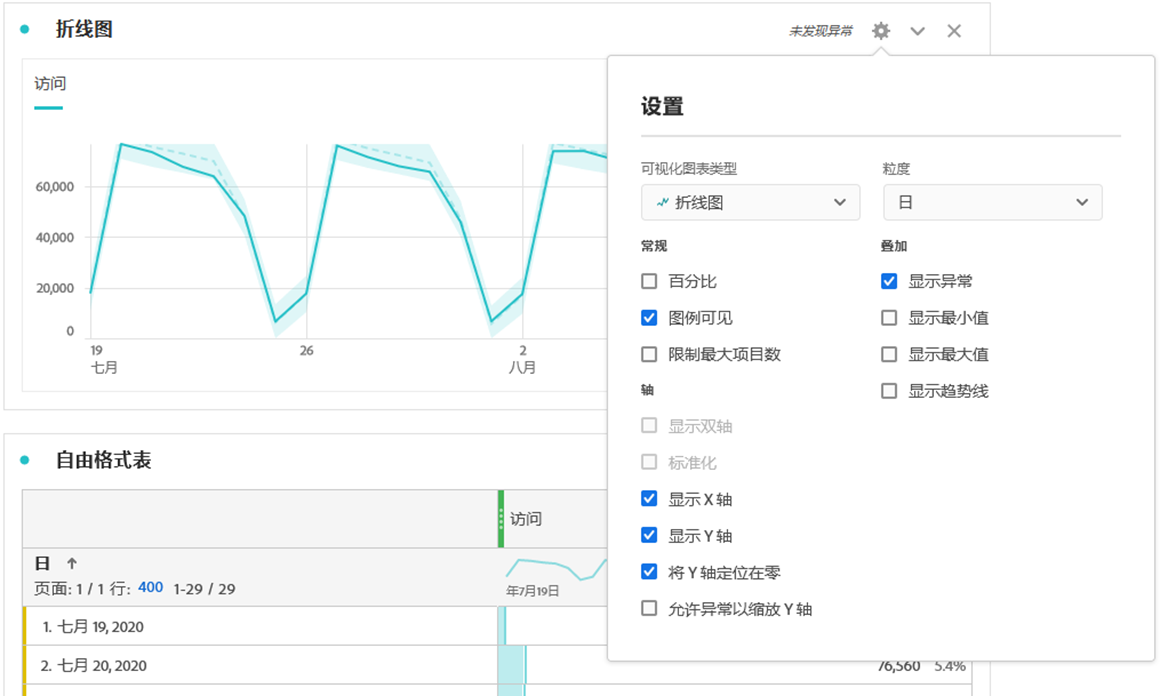 折线图
未发现异常
访问
60,000
40,000
20,000
0
19
七月
26
2
八月
设置
可视化图表类型
粒度
折线图
日
常规
叠加
百分比
显示异常
图例可见
显示最小值
限制最大项目数
显示最大值
轴
显示趋势线
显示双轴
标准化
显示 X 轴
显示 Y 轴
将 Y 轴定位在零
允许异常以缩放 Y 轴
自由格式表
访问
日 ↑
页面: 1 / 1 行: 400 1-29 / 29
年7月19日
1. 七月 19, 2020
2. 七月 20, 2020
76,560 5.4%